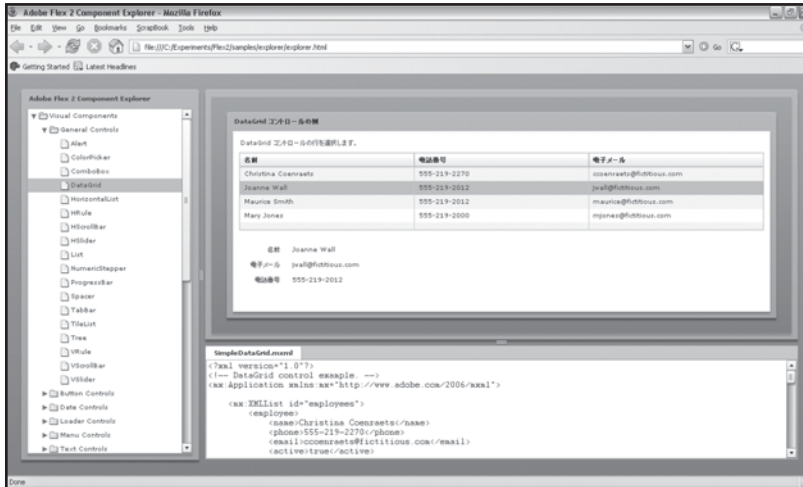 Adobe Flex 2 Component Explorer - Mozilla Firefox
File Edit View Go Bookmarks ScrapBook Tools Help
file:///C:/Experiments/Flex2/samples/explorer/explorer.html
Go
Getting Started Latest Headlines
Adobe Flex 2 Component Explorer
Visual Components
General Controls
Alert
ColorPicker
ComboBox
DataGrid
HorizontalList
HRule
HScrollBar
HSlider
List
NumericStepper
ProgressBar
Spacer
TabBar
TileList
Tree
VRule
VScrollBar
VSlider
Button Controls
Date Controls
Loader Controls
Menu Controls
Text Controls
DataGrid コントロールの例
DataGrid コントロールの行を選択します。
名前 電話番号 電子メール
Christina Coenraets 555-219-2270 ccoenraets@fictitious.com
Joanne Wall 555-219-2012 jwall@fictitious.com
Maurice Smith 555-219-2012 maurice@fictitious.com
Mary Jones 555-219-2000 mjones@fictitious.com
名前 Joanne Wall
電子メール jwall@fictitious.com
電話番号 555-219-2012
SimpleDataGrid.mxml
<?xml version="1.0"?>
<!-- DataGrid control example. -->
<mx:Application xmlns:mx="http://www.adobe.com/2006/mxml">
<mx:XMLList id="employees">
<employee>
<name>Christina Coenraets</name>
<phone>555-219-2270</phone>
<email>ccoenraets@fictitious.com</email>
<active>true</active>
Done